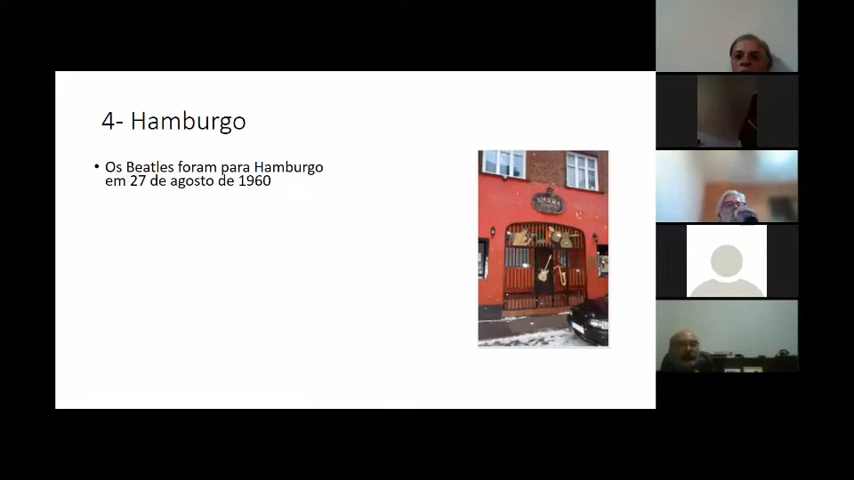 4- Hamburgo
• Os Beatles foram para Hamburgo
em 27 de agosto de 1960